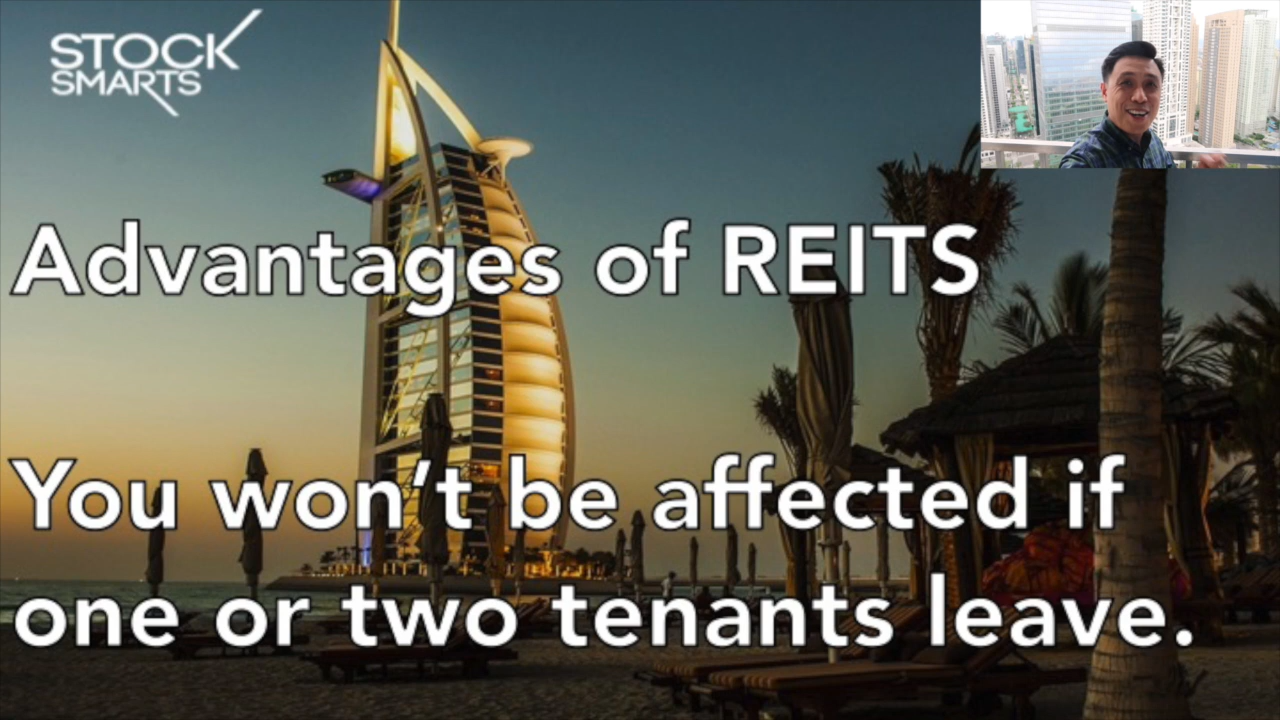 STOCK
SMARTS
Advantages of REITS
You won't be affected if
one or two tenants leave.